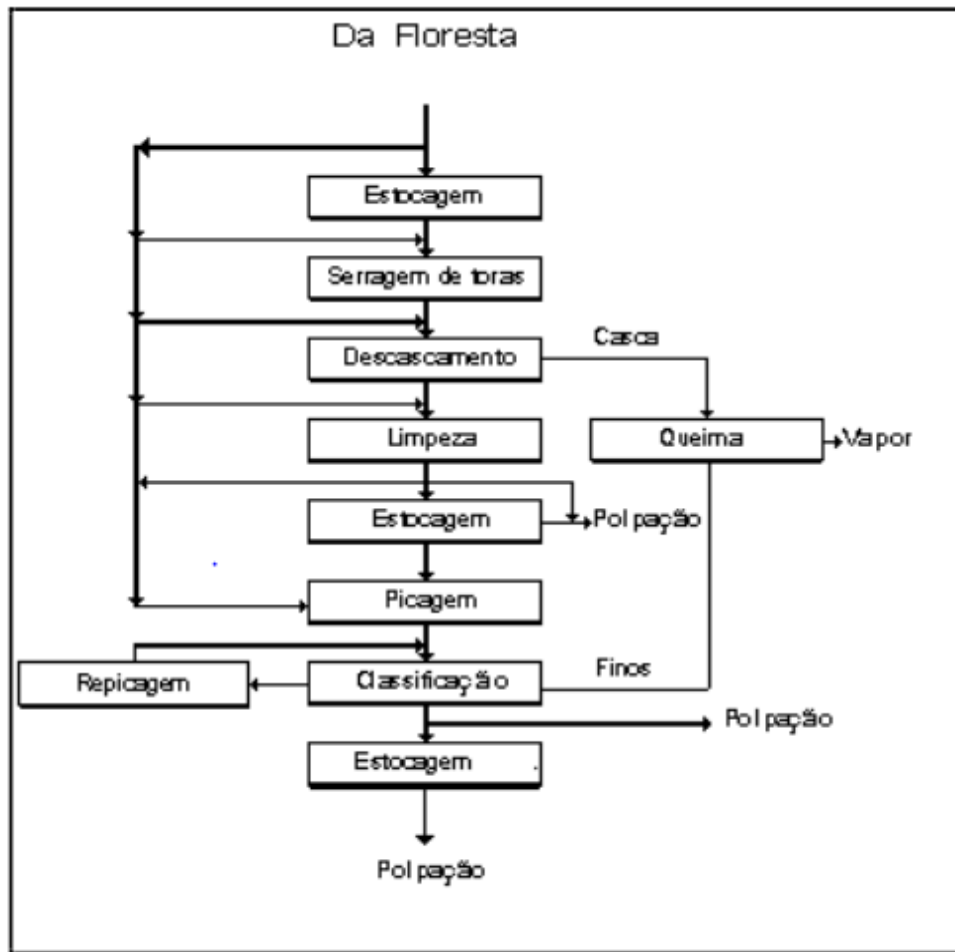 Da Floresta
Estocagem
Serragem de toras
Casca
Descascamento
Limpeza
Queima
Vapor
Estocagem
Polpação
Picagem
Finos
Repicagem
Classificação
Polpação
Estocagem
Polpação